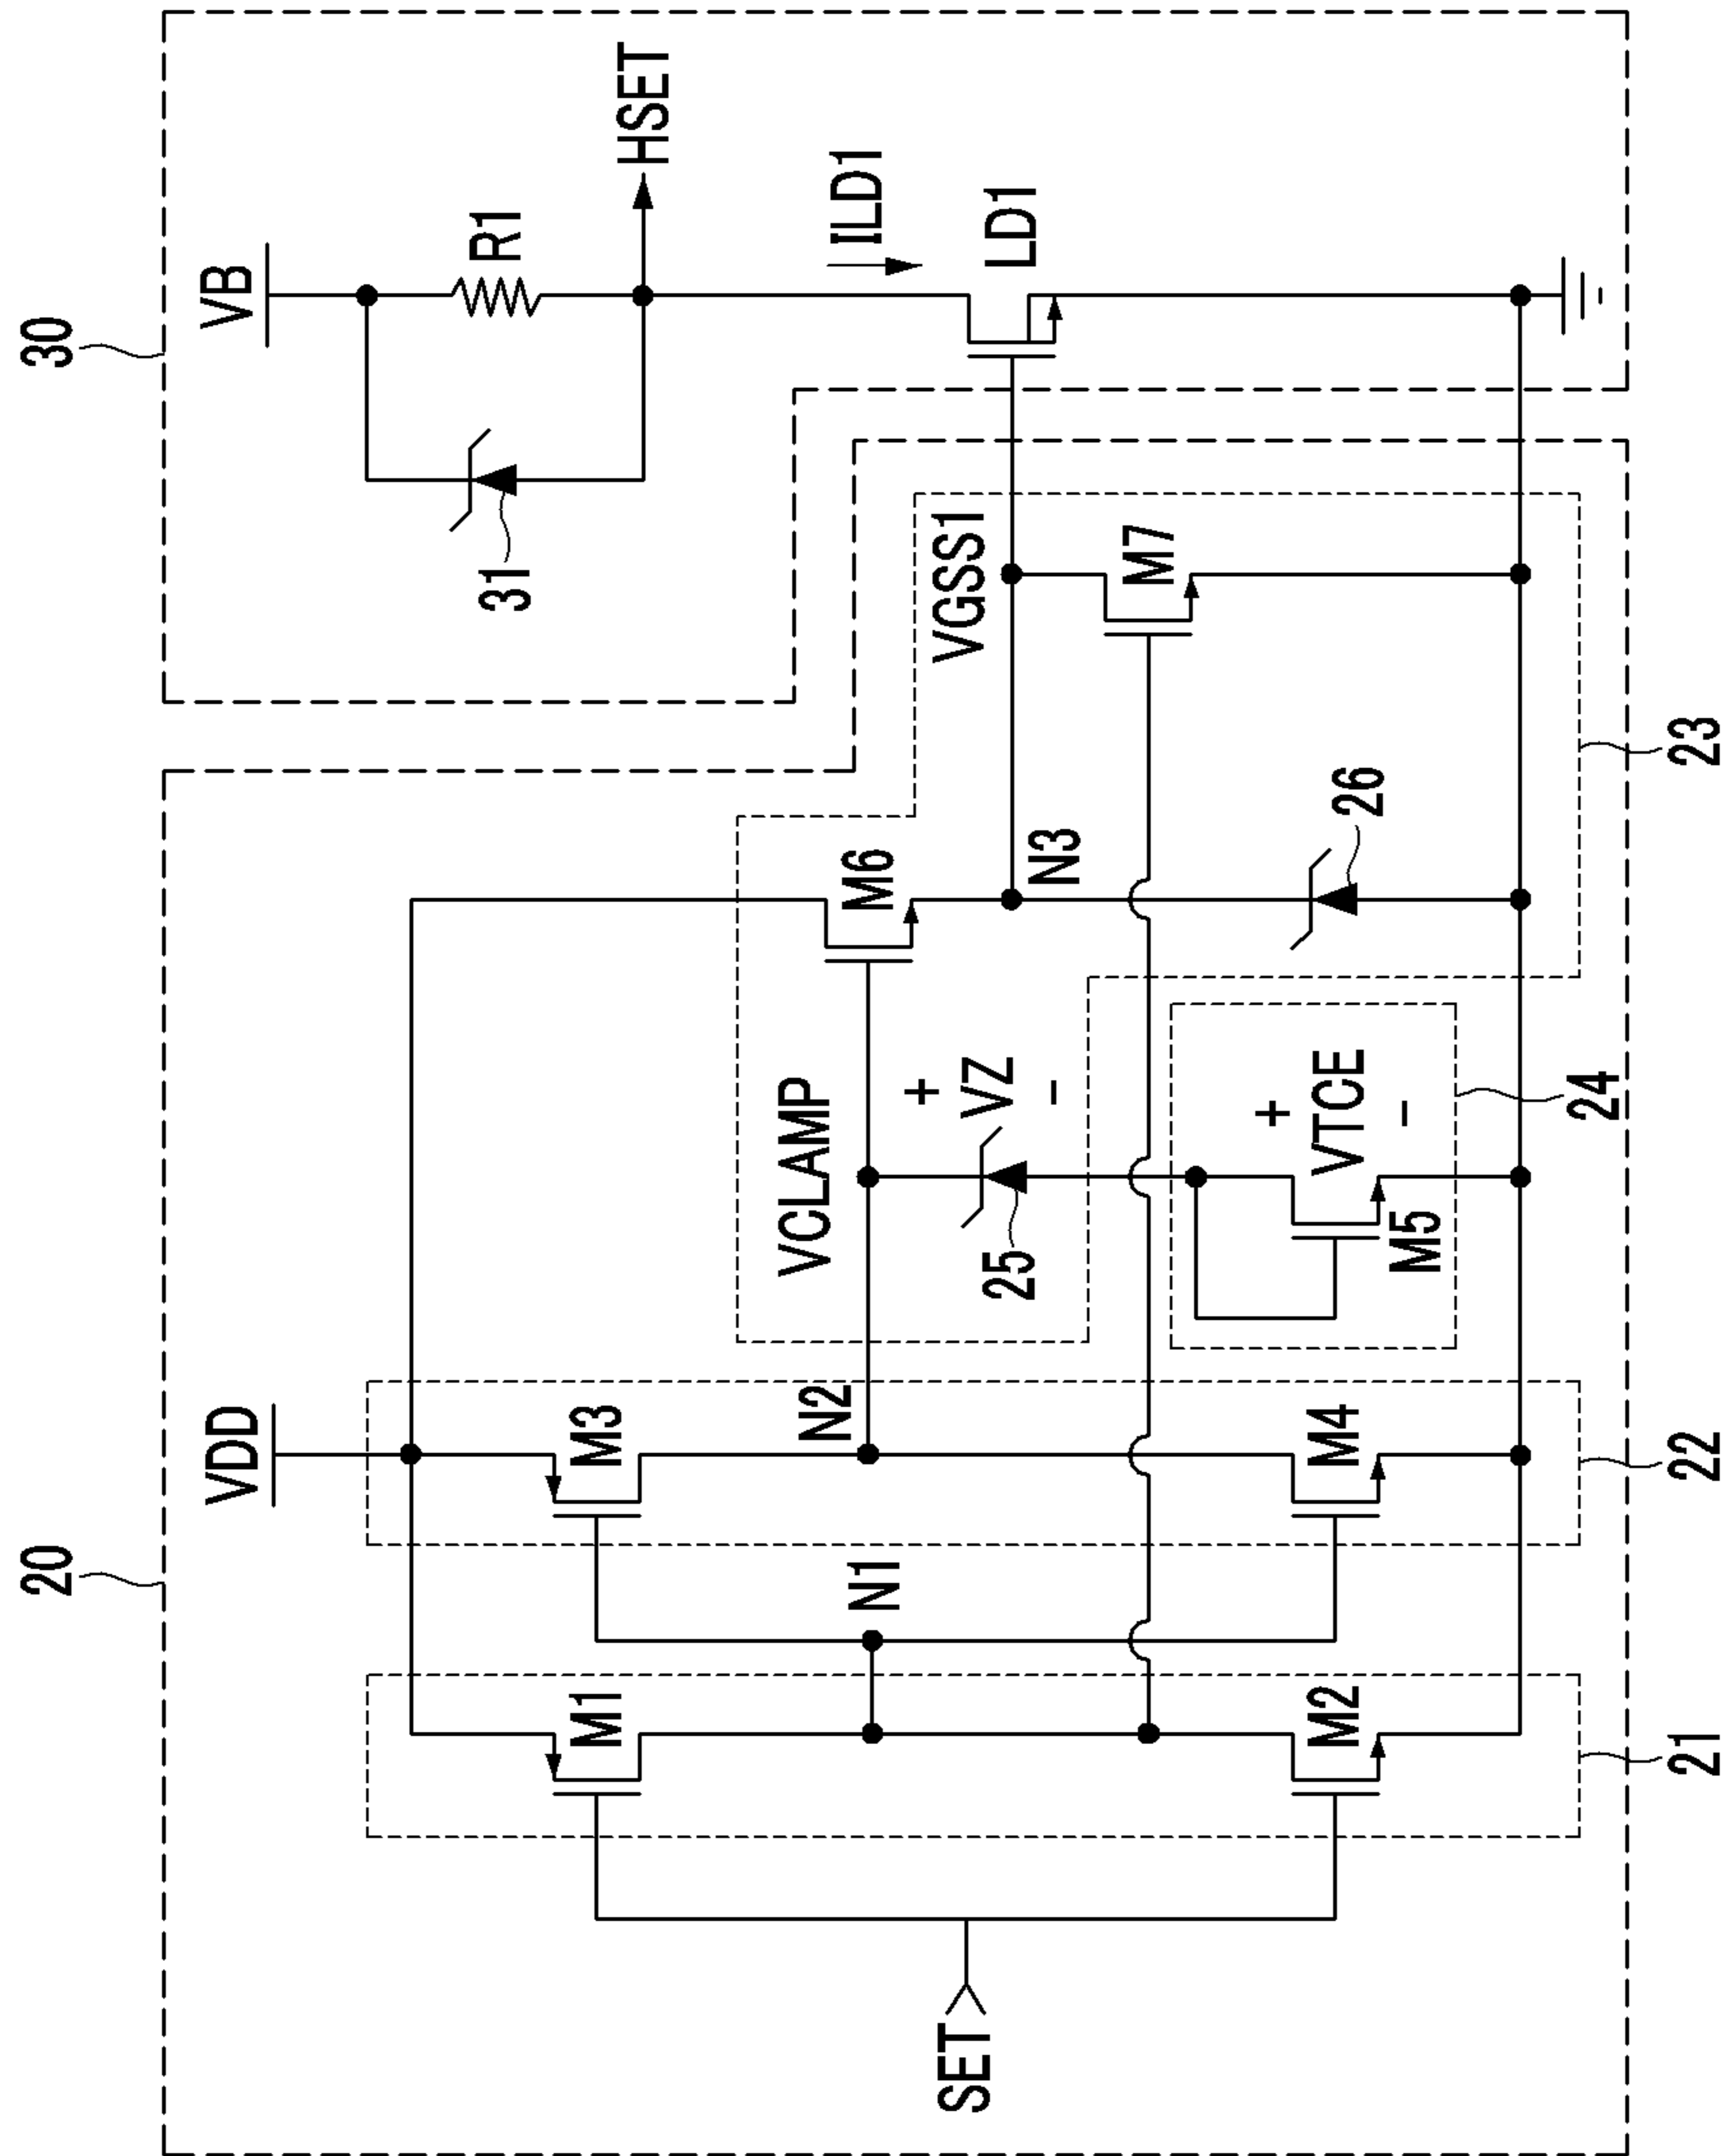 20
30
VDD
VB
31
R1
HSET
ILD1
LD1
M1
M3
N1
N2
VCLAMP
M6
VGSS1
SET
25
+
VZ
-
N3
M7
M2
M4
M5
+
VTCE
-
26
21
22
24
23